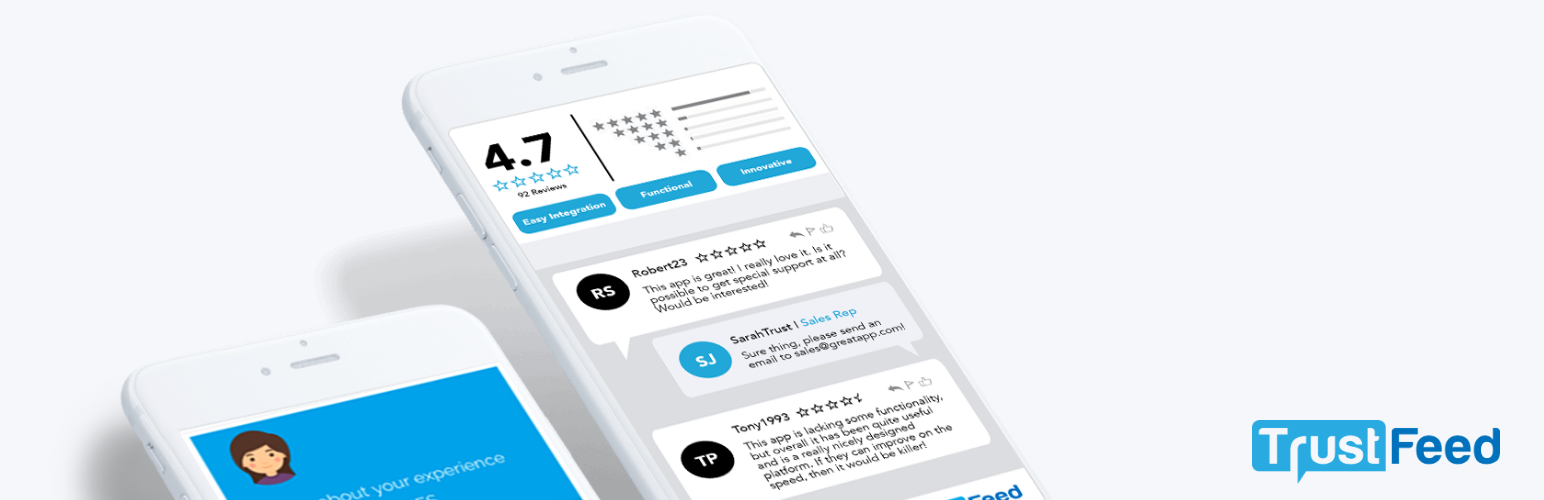 4.7
92 Reviews
Easy Integration
Functional
Innovative
RS
Robert23
This app is great! I really love it. Is it
possible to get special support at all?
Would be interested!
SJ
SarahTrust | Sales Rep
Sure thing, please send an
email to sales@greatapp.com!
TP
Tony1993
This app is lacking some functionality,
but overall it has been quite useful
and is a really nicely designed
platform. If they can improve on the
speed, then it would be killer!
about your experience
Feed
TrustFeed